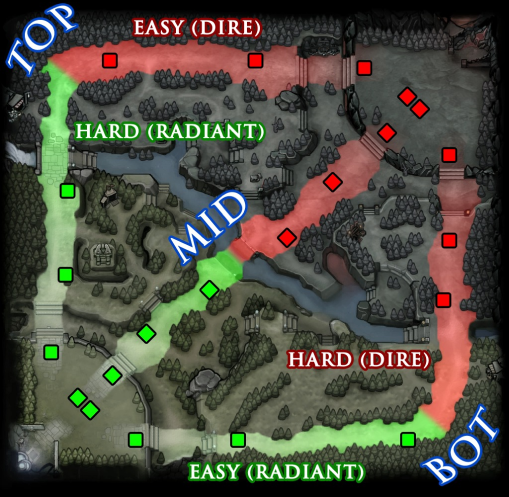 TOP
EASY (DIRE)
HARD (RADIANT)
MID
HARD (DIRE)
BOT
EASY (RADIANT)